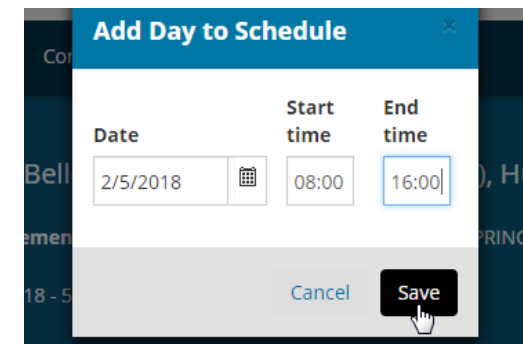 Add Day to Schedule ×
Start End
Date time time
2/5/2018 08:00 16:00
Cancel Save